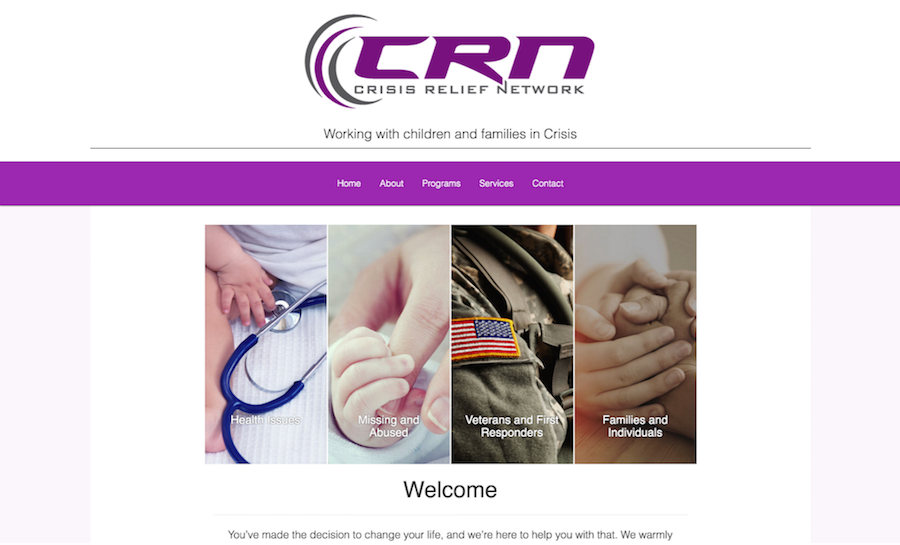 CRN
CRISIS RELIEF NETWORK
Working with children and families in Crisis
Home About Programs Services Contact
Health Issues
Missing and
Abused
Veterans and First
Responders
Families and
Individuals
Welcome
You've made the decision to change your life, and we're here to help you with that. We warmly